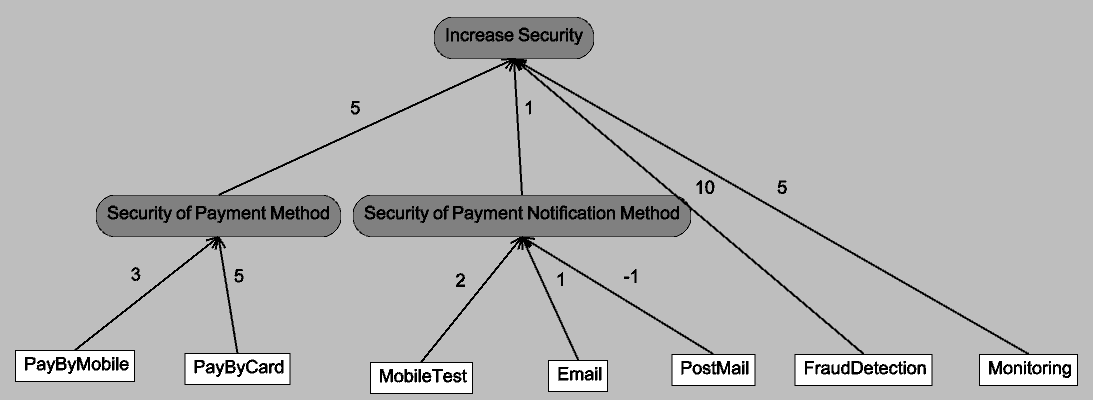 Increase Security
5
1
10
5
Security of Payment Method
Security of Payment Notification Method
3
5
2
1
-1
PayByMobile
PayByCard
MobileTest
Email
PostMail
FraudDetection
Monitoring